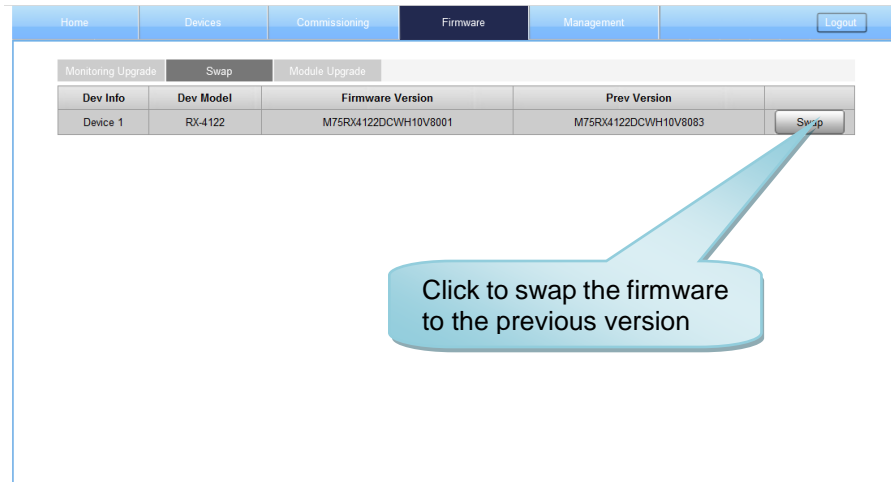 Home Devices Commissioning Firmware Management Logout
Monitoring Upgrade Swap Module Upgrade
Dev Info Dev Model Firmware Version Prev Version
Device 1 RX-4122 M75RX4122DCWH10V8001 M75RX4122DCWH10V8083 Swap
Click to swap the firmware
to the previous version